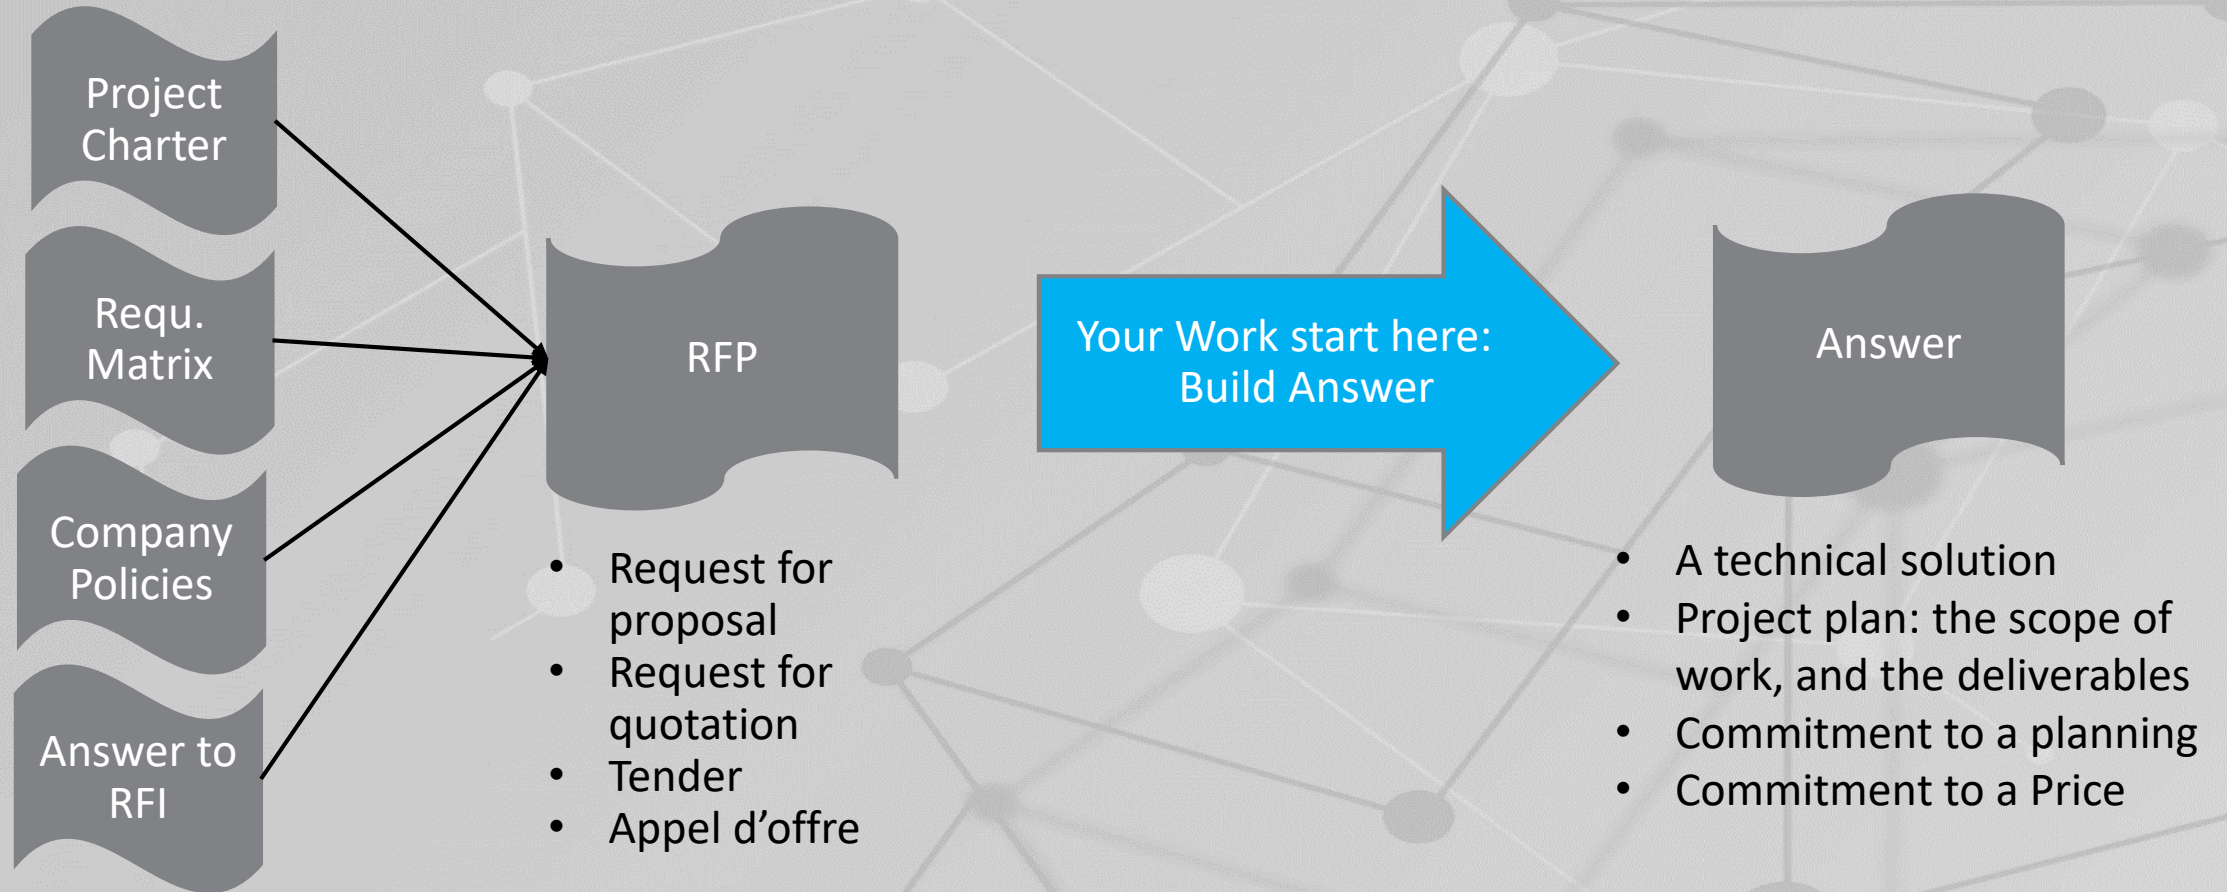 Project
Charter
Requ.
Matrix
Company
Policies
Answer to
RFI
RFP
• Request for
proposal
• Request for
quotation
• Tender
• Appel d’offre
Your Work start here:
Build Answer
Answer
• A technical solution
• Project plan: the scope of
work, and the deliverables
• Commitment to a planning
• Commitment to a Price